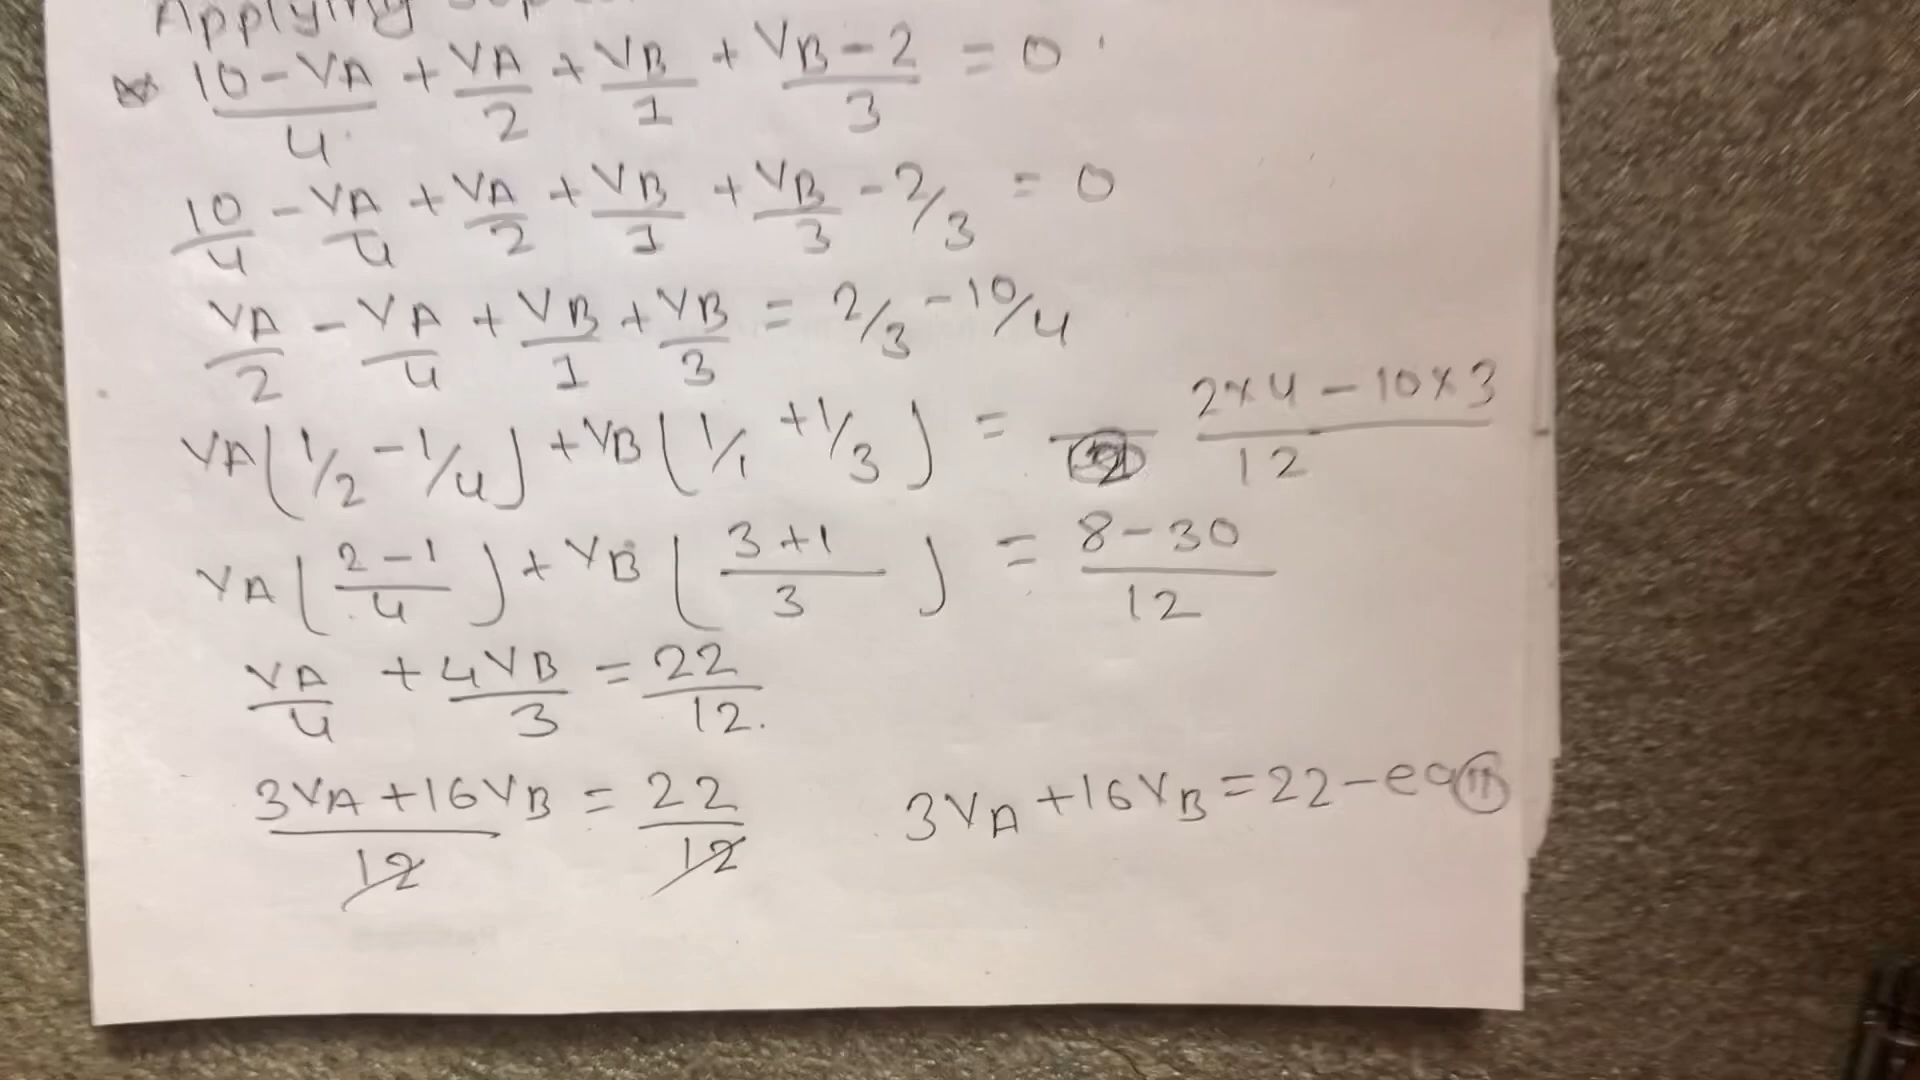 Applying
10-VA/4 + VA/2 + VB/1 + VB-2/3 = 0
10/4 - VA/4 + VA/2 + VB/1 + VB/3 - 2/3 = 0
VA/2 - VA/4 + VB/1 + VB/3 = 2/3 - 10/4
VA(1/2 - 1/4) + VB(1/1 + 1/3) = 2×4-10×3/12
VA(2-1/4) + VB(3+1/3) = 8-30/12
VA/4 + 4VB/3 = 22/12.
3VA+16VB/12 = 22/12 3VA+16VB=22-eq II